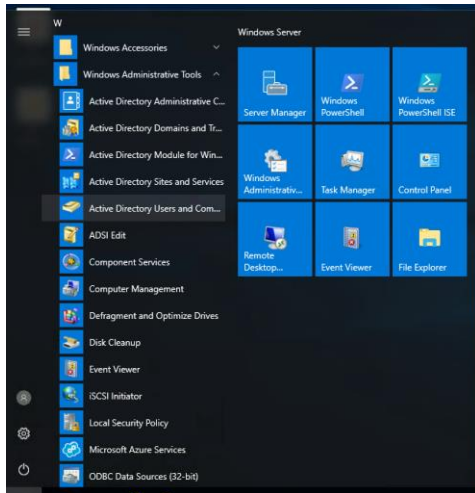 W
Windows Accessories
Windows Administrative Tools
Active Directory Administrative C...
Active Directory Domains and Tr...
Active Directory Module for Win...
Active Directory Sites and Services
Active Directory Users and Com...
ADSI Edit
Component Services
Computer Management
Defragment and Optimize Drives
Disk Cleanup
Event Viewer
iSCSI Initiator
Local Security Policy
Microsoft Azure Services
ODBC Data Sources (32-bit)
Windows Server
Server Manager
Windows
PowerShell
Windows
PowerShell ISE
Windows
Administrativ...
Task Manager
Control Panel
Remote
Desktop...
Event Viewer
File Explorer